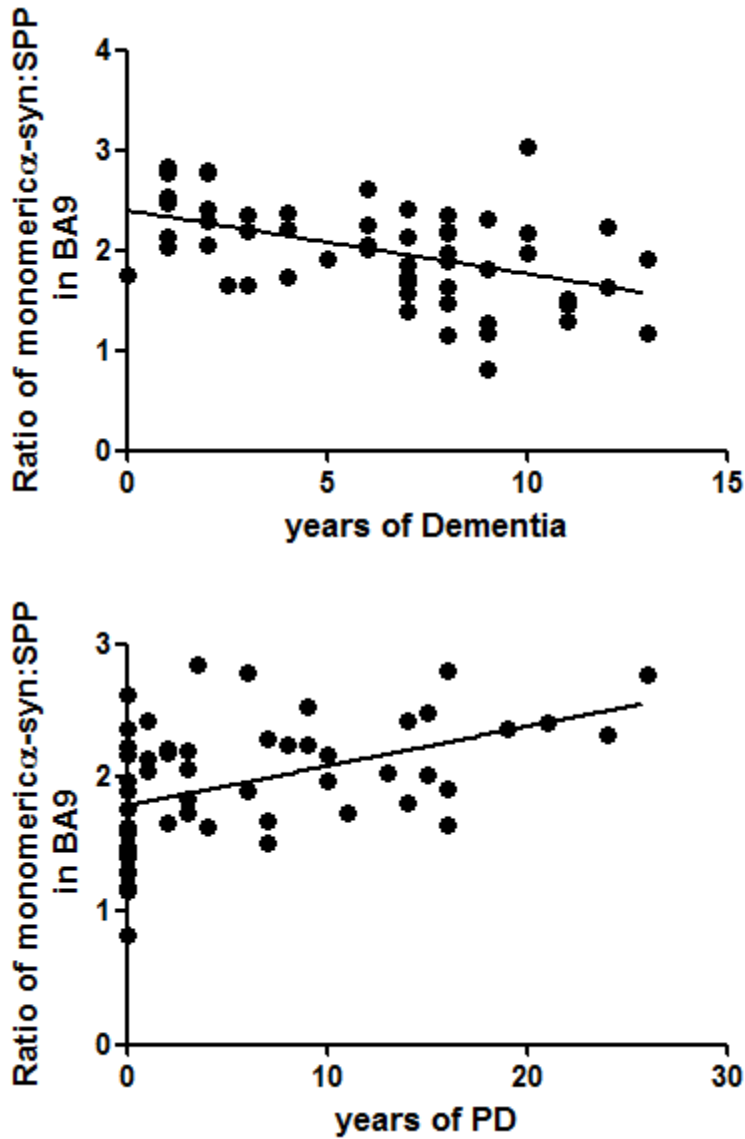 Ratio of monomericα-syn:SPP
in BA9
4
3
2
1
0
0 5 10 15
years of Dementia
Ratio of monomericα-syn:SPP
in BA9
3
2
1
0
0 10 20 30
years of PD